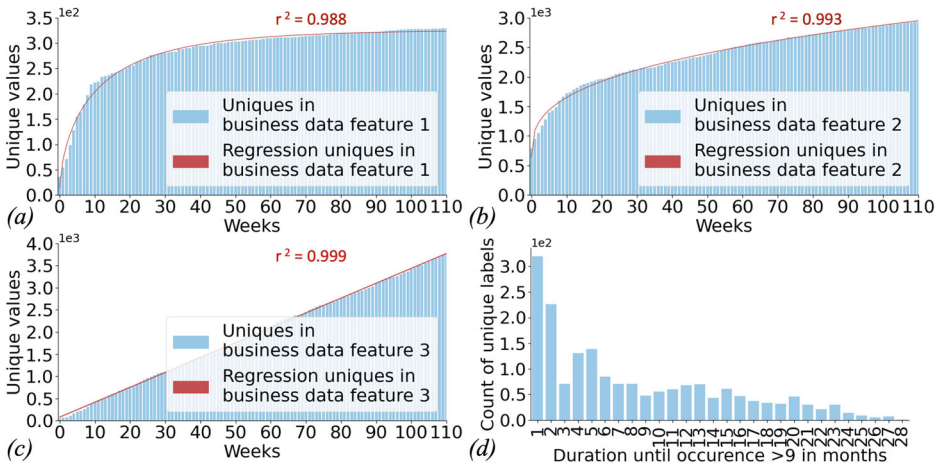 1e2
r² = 0.988
3.5
3.0
2.5
2.0
1.5
1.0
0.5
0.0
Unique values
Uniques in
business data feature 1
Regression uniques in
business data feature 1
0 10 20 30 40 50 60 70 80 90 100 110
Weeks
(a)
1e3
r² = 0.993
3.0
2.5
2.0
1.5
1.0
0.5
0.0
Unique values
Uniques in
business data feature 2
Regression uniques in
business data feature 2
0 10 20 30 40 50 60 70 80 90 100 110
Weeks
(b)
1e3
r² = 0.999
4.0
3.5
3.0
2.5
2.0
1.5
1.0
0.5
0.0
Unique values
Uniques in
business data feature 3
Regression uniques in
business data feature 3
0 10 20 30 40 50 60 70 80 90 100 110
Weeks
(c)
1e2
3.0
2.5
2.0
1.5
1.0
0.5
0.0
Count of unique labels
1 2 3 4 5 6 7 8 9 10 11 12 13 14 15 16 17 18 19 20 21 22 23 24 25 26 27 28
Duration until occurence >9 in months
(d)